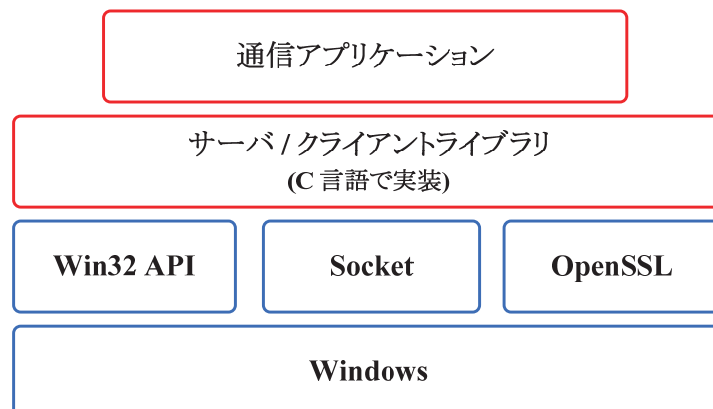 通信アプリケーション
サーバ / クライアントライブラリ
(C 言語で実装)
Win32 API
Socket
OpenSSL
Windows